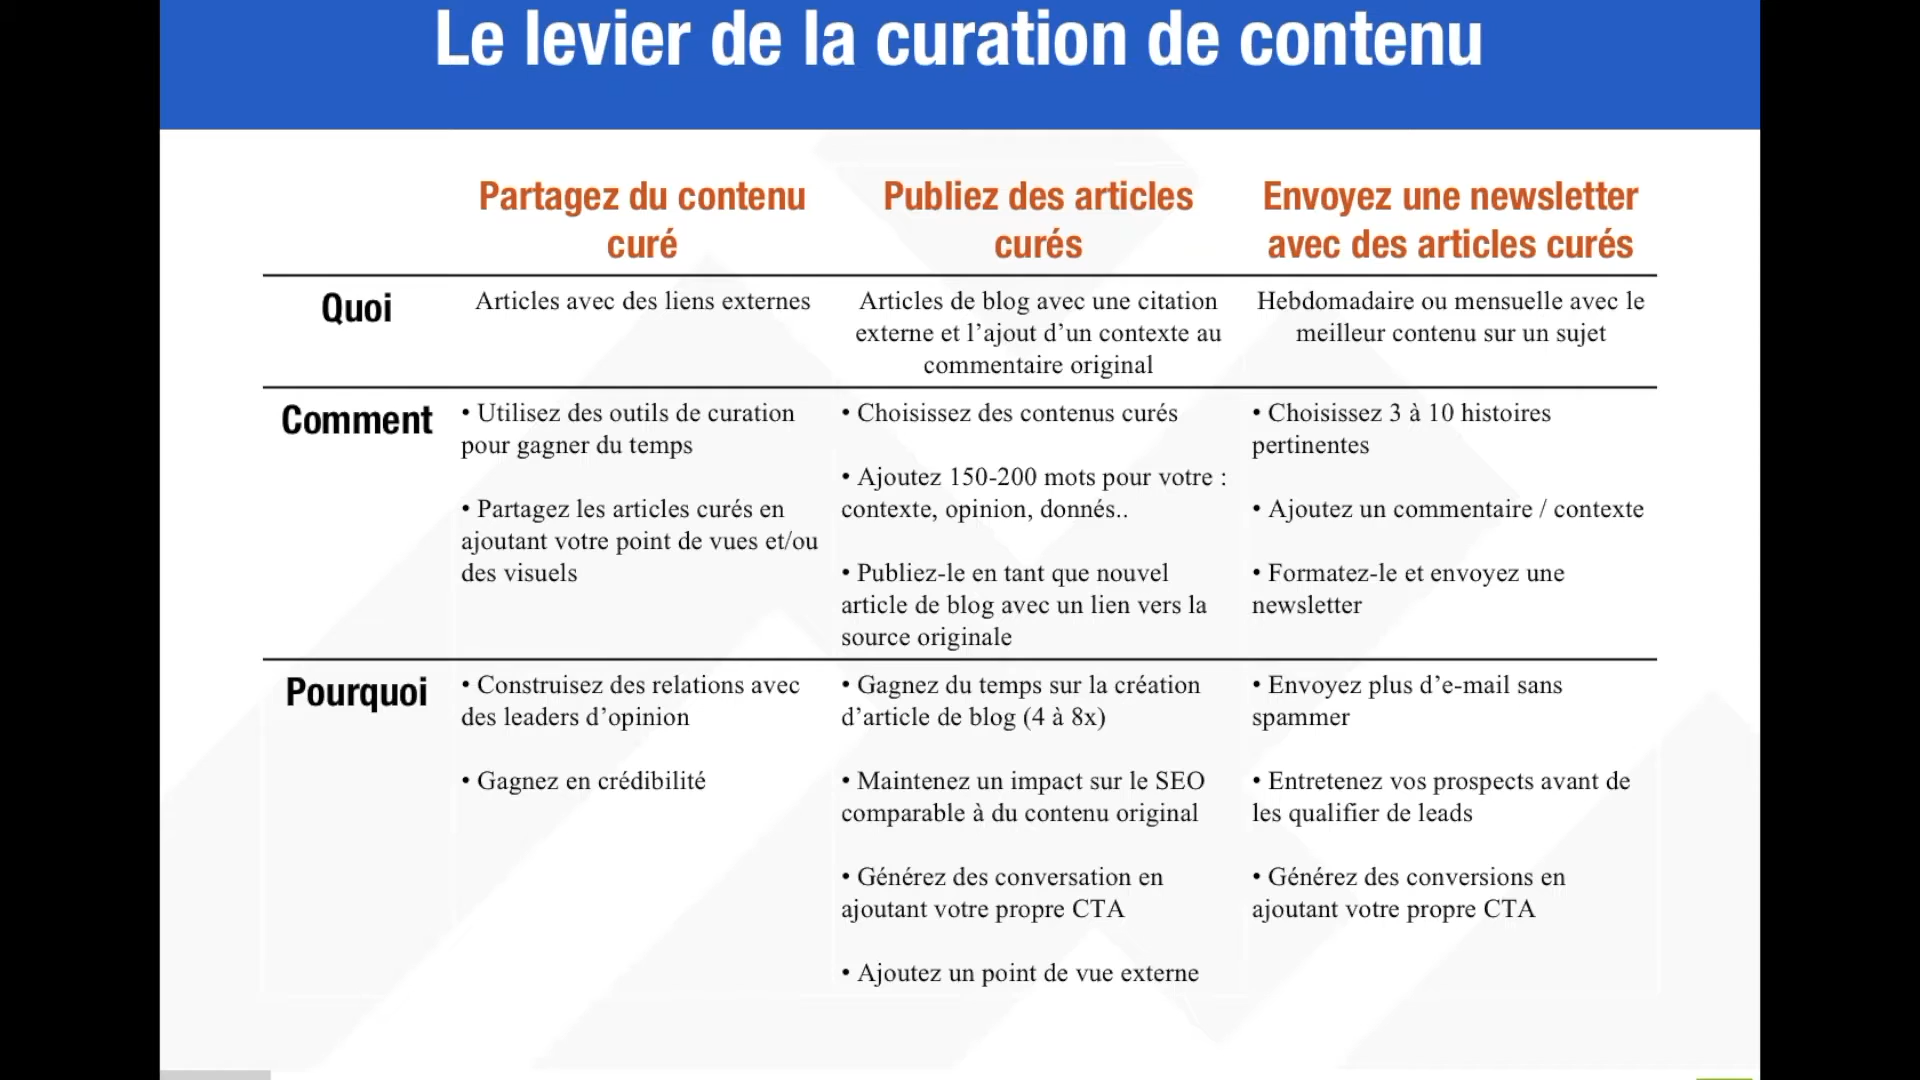 Le levier de la curation de contenu
Partagez du contenu
curé
Publiez des articles
curés
Envoyez une newsletter
avec des articles curés
Quoi
Articles avec des liens externes
Articles de blog avec une citation
externe et l’ajout d’un contexte au
commentaire original
Hebdomadaire ou mensuelle avec le
meilleur contenu sur un sujet
Comment
• Utilisez des outils de curation
pour gagner du temps
• Partagez les articles curés en
ajoutant votre point de vues et/ou
des visuels
• Choisissez des contenus curés
• Ajoutez 150-200 mots pour votre :
contexte, opinion, donnés..
• Publiez-le en tant que nouvel
article de blog avec un lien vers la
source originale
• Choisissez 3 à 10 histoires
pertinentes
• Ajoutez un commentaire / contexte
• Formatez-le et envoyez une
newsletter
Pourquoi
• Construisez des relations avec
des leaders d’opinion
• Gagnez en crédibilité
• Gagnez du temps sur la création
d’article de blog (4 à 8x)
• Maintenez un impact sur le SEO
comparable à du contenu original
• Générez des conversation en
ajoutant votre propre CTA
• Ajoutez un point de vue externe
• Envoyez plus d’e-mail sans
spammer
• Entretenez vos prospects avant de
les qualifier de leads
• Générez des conversions en
ajoutant votre propre CTA